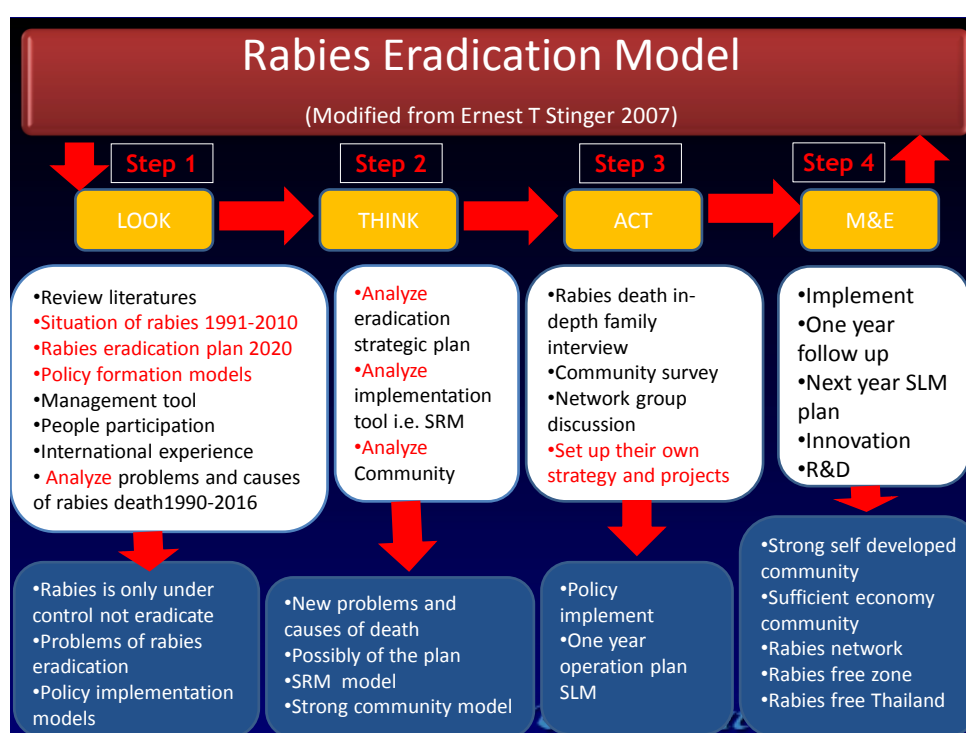 Rabies Eradication Model
(Modified from Ernest T Stinger 2007)
Step 1
Step 2
Step 3
Step 4
LOOK
THINK
ACT
M&E
•Review literatures
•Situation of rabies 1991-2010
•Rabies eradication plan 2020
•Policy formation models
•Management tool
•People participation
•International experience
• Analyze problems and causes
of rabies death1990-2016
•Analyze
eradication
strategic plan
•Analyze
implementation
tool i.e. SRM
•Analyze
Community
•Rabies death in-
depth family
interview
•Community survey
•Network group
discussion
•Set up their own
strategy and projects
•Implement
•One year
follow up
•Next year SLM
plan
•Innovation
•R&D
•Rabies is only under
control not eradicate
•Problems of rabies
eradication
•Policy implementation
models
•New problems and
causes of death
•Possibly of the plan
•SRM model
•Strong community model
•Policy
implement
•One year
operation plan
SLM
•Strong self developed
community
•Sufficient economy
community
•Rabies network
•Rabies free zone
•Rabies free Thailand